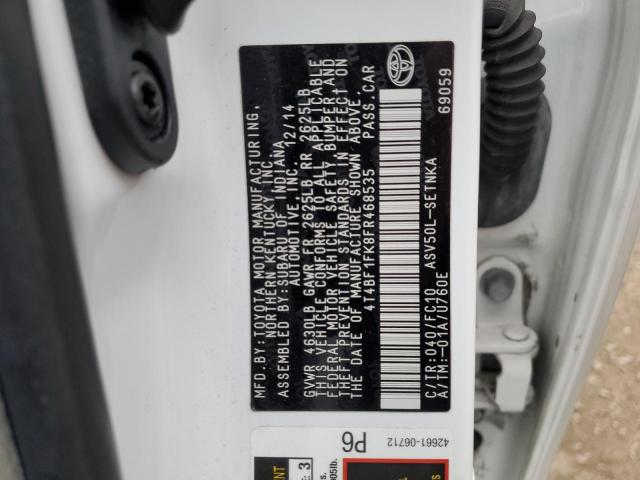 MFD.BY:TOYOTA MOTOR MANUFACTURING,
NORTHERN KENTUCKY,INC.
ASSEMBLED BY:SUBARU OF INDIANA
AUTOMOTIVE, INC. 12/14
GVWR 4630LB GAWR FR 2625LB RR 2625LB
THIS VEHICLE CONFORMS TO ALL APPLICABLE
FEDERAL MOTOR VEHICLE SAFETY, BUMPER, AND
THEFT PREVENTION STANDARDS IN EFFECT ON
THE DATE OF MANUFACTURE SHOWN ABOVE.
4T4BF1FK8FR468535 PASS.CAR
C/TR:040/FC10 ASV50L-SETNKA
A/TM:-01A/U760E 69059
P6
42661-06712
3